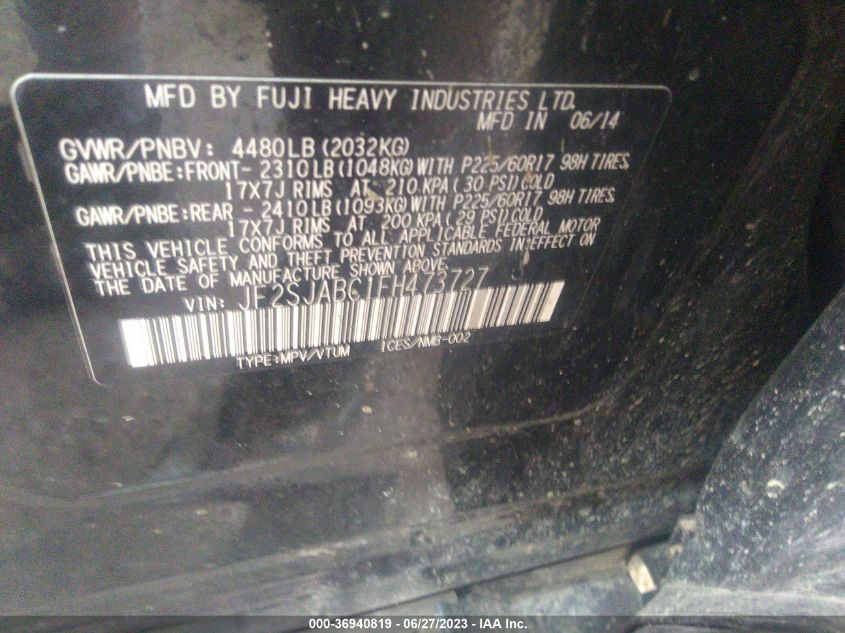 MFD BY FUJI HEAVY INDUSTRIES LTD.
MFD IN 06/14
GVWR/PNBV: 4480LB(2032KG)
GAWR/PNBE:FRONT- 2310LB(1048KG)WITH P225/60R17 98H TIRES,
17X7J RIMS AT 210 KPA(30 PSI)COLD
GAWR/PNBE:REAR - 2410LB(1093KG)WITH P225/60R17 98H TIRES,
17X7J RIMS AT 200 KPA(29 PSI)COLD
THIS VEHICLE CONFORMS TO ALL APPLICABLE FEDERAL MOTOR
VEHICLE SAFETY AND THEFT PREVENTION STANDARDS IN EFFECT ON
THE DATE OF MANUFACTURE SHOWN ABOVE.
VIN: JF2SJABC1FH473727
TYPE:MPV/VTUM ICES/NMB-002
000-36940819 - 06/27/2023 - IAA Inc.